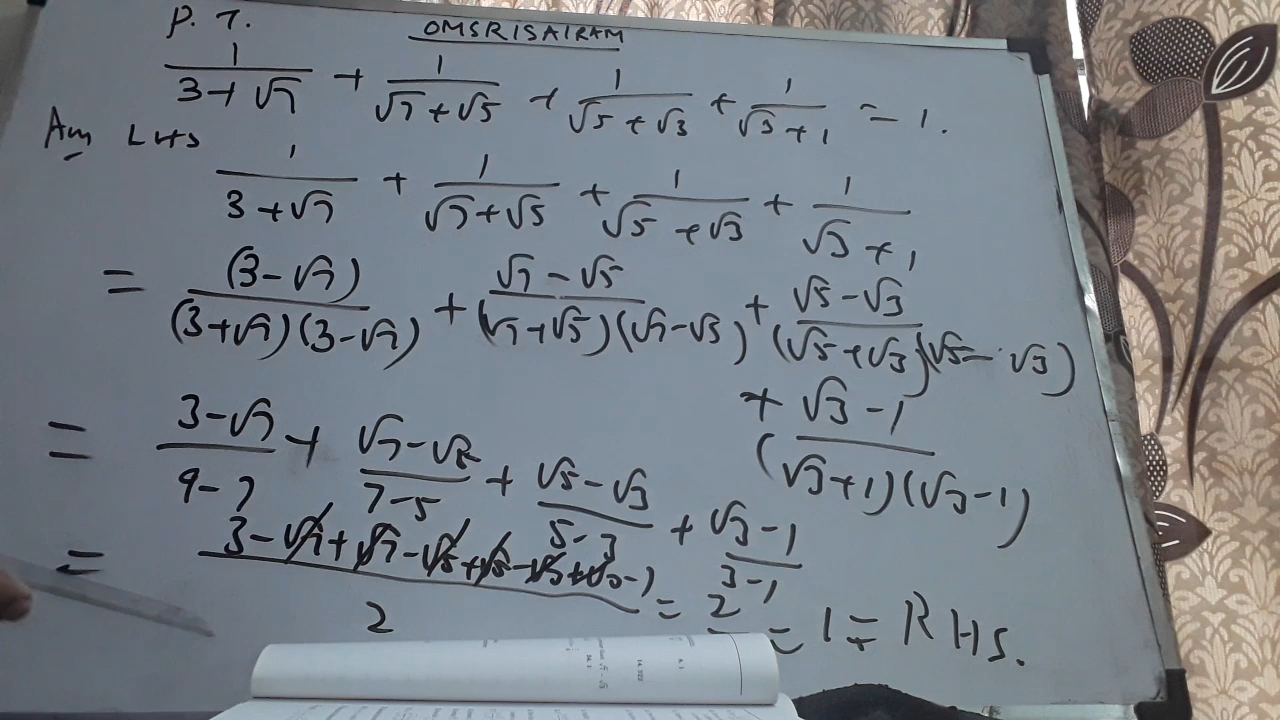 P.T. OMSRISAIRAM
1/(3+√7) + 1/(√7+√5) + 1/(√5+√3) + 1/(√3+1) = 1.
Ans LHS
1/(3+√7) + 1/(√7+√5) + 1/(√5+√3) + 1/(√3+1)
= (3-√7)/((3+√7)(3-√7)) + (√7-√5)/((√7+√5)(√7-√5)) + (√5-√3)/((√5+√3)(√5-√3))
+ (√3-1)/((√3+1)(√3-1))
= (3-√7)/(9-7) + (√7-√5)/(7-5) + (√5-√3)/(5-3) + (√3-1)/(3-1)
= (3-√7+√7-√5+√5-√3+√3-1)/2 = 2/ = 1 = RHS.